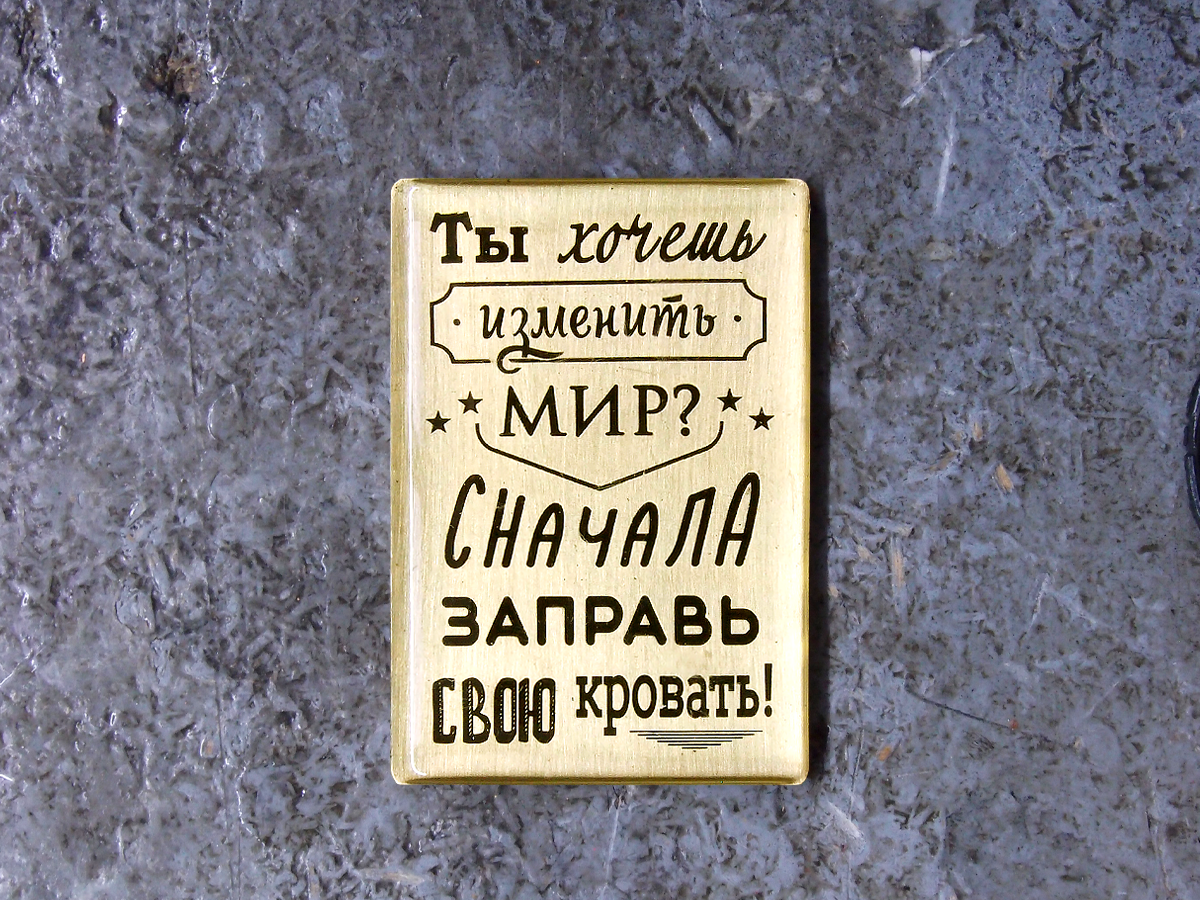 Ты хочешь
изменить
МИР?
СНАЧАЛА
ЗАПРАВЬ
СВОЮ кровать!